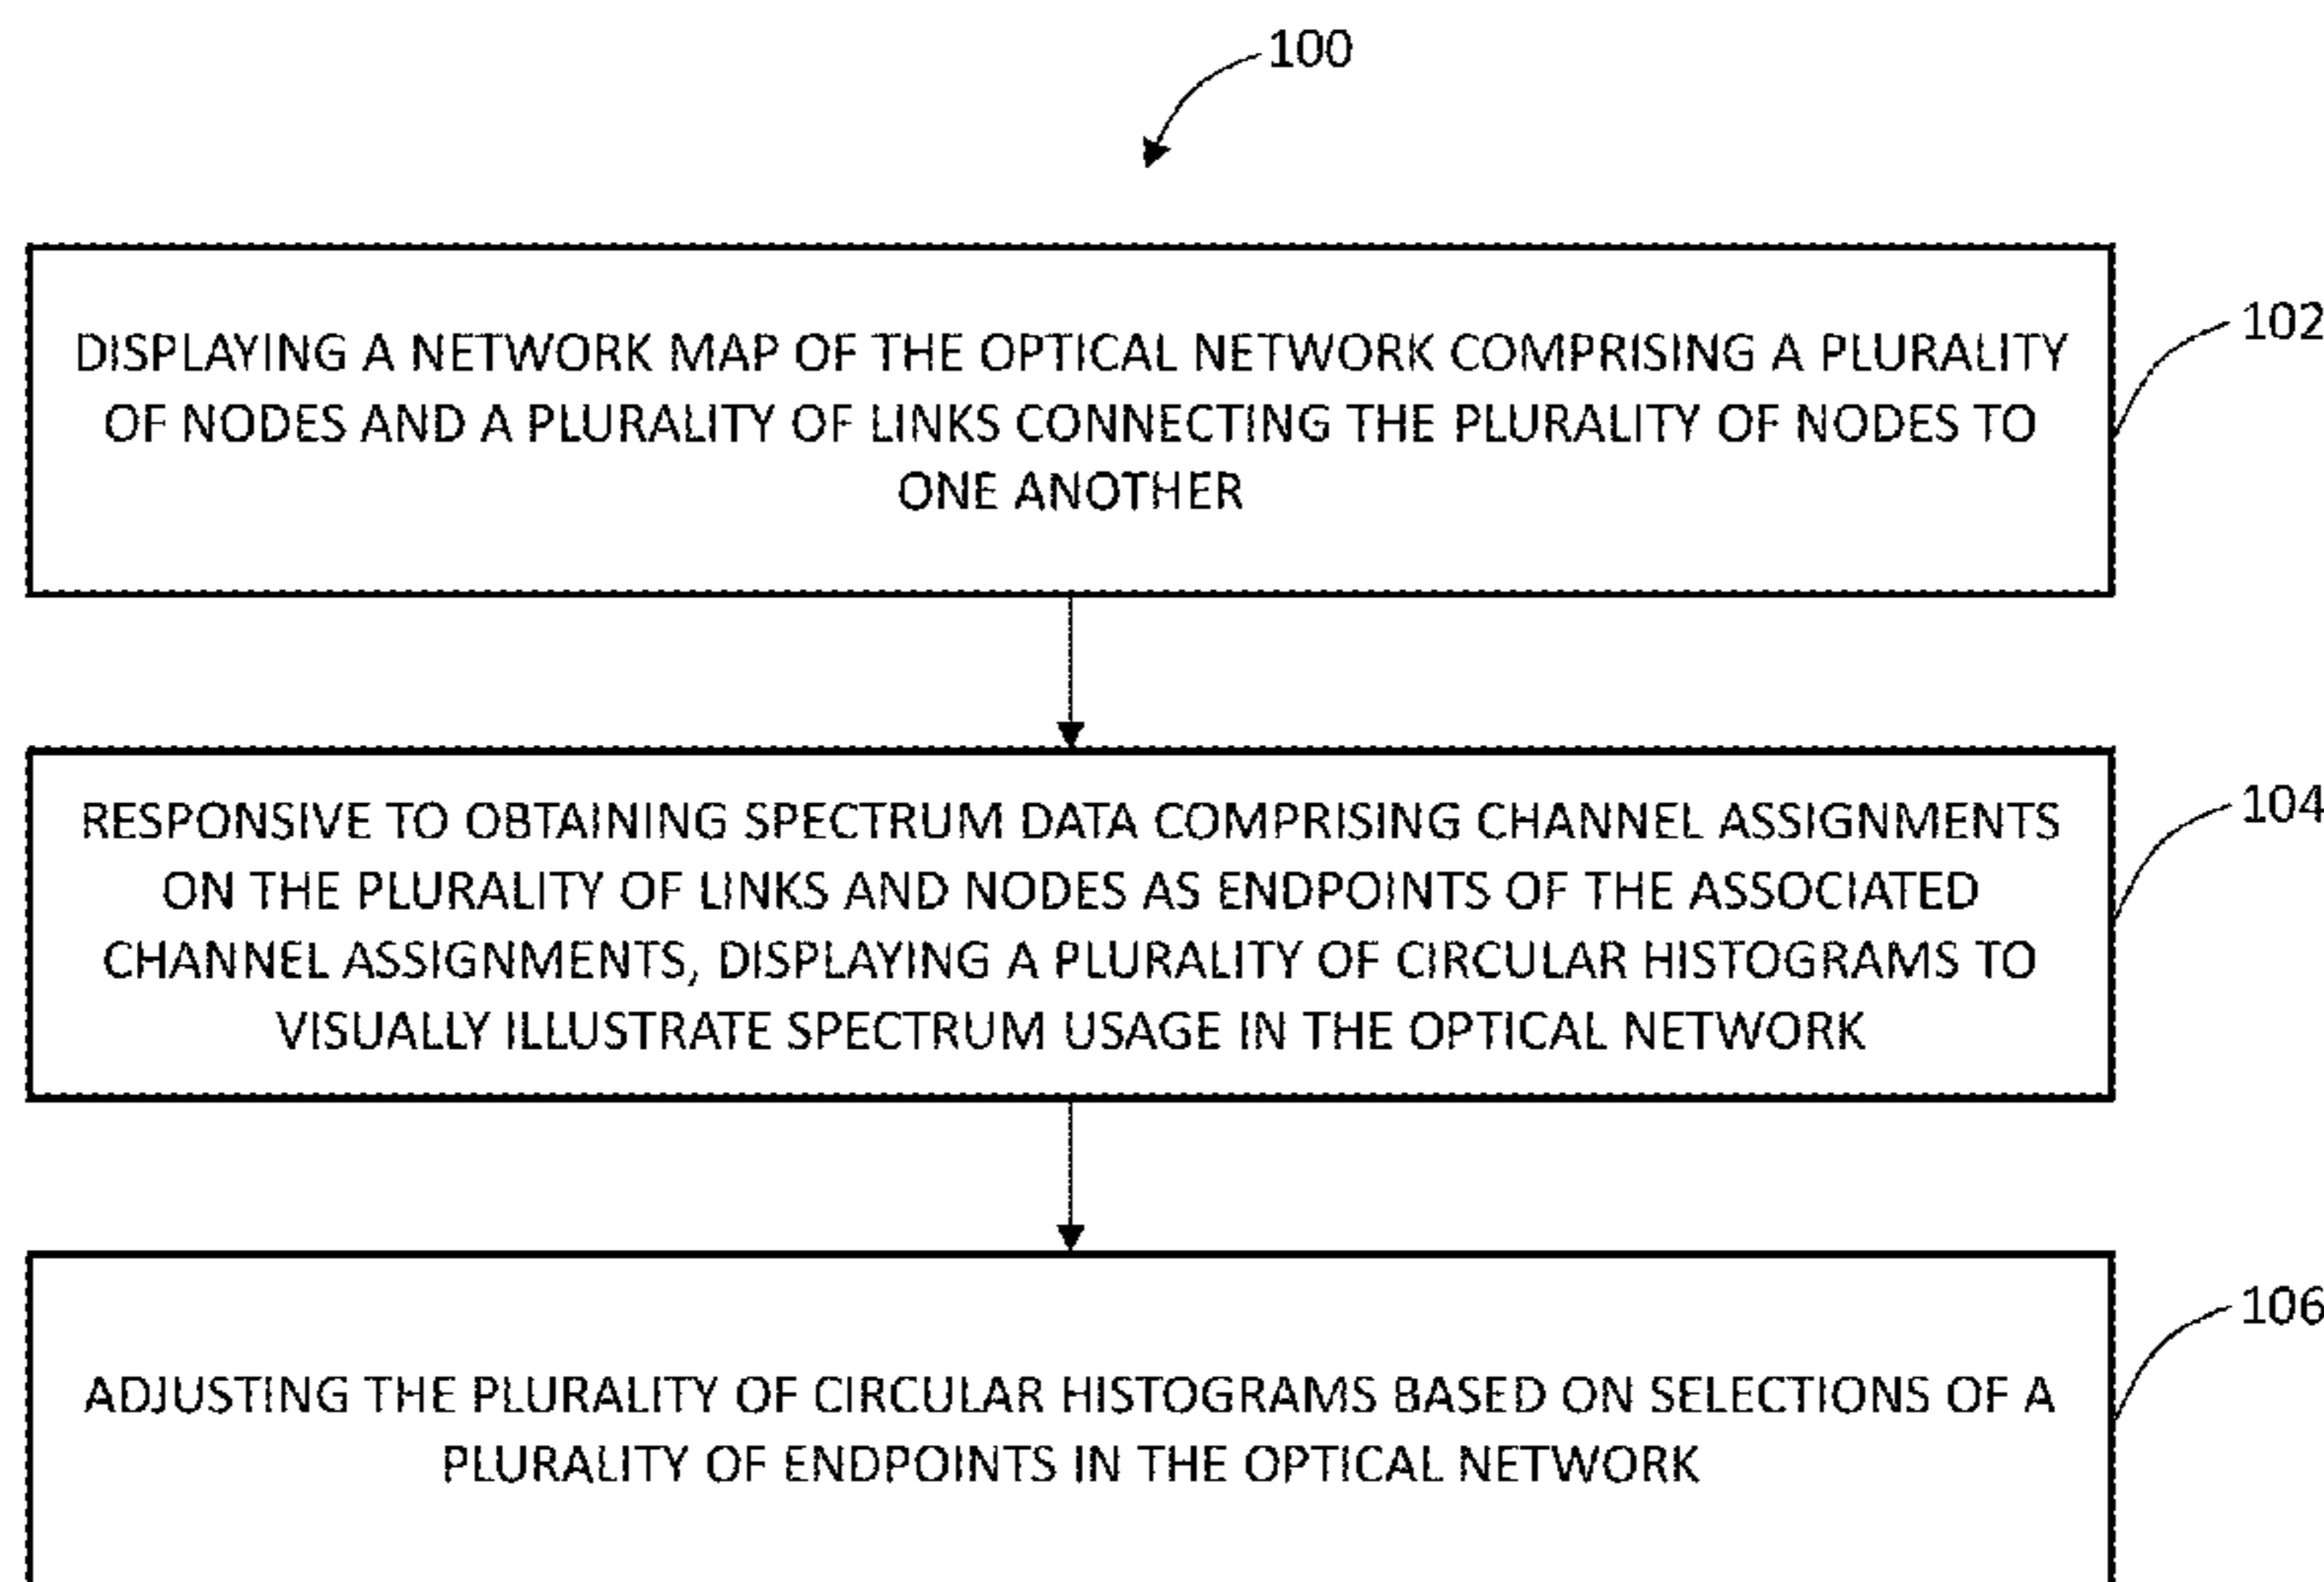 100
DISPLAYING A NETWORK MAP OF THE OPTICAL NETWORK COMPRISING A PLURALITY
OF NODES AND A PLURALITY OF LINKS CONNECTING THE PLURALITY OF NODES TO
ONE ANOTHER
102
RESPONSIVE TO OBTAINING SPECTRUM DATA COMPRISING CHANNEL ASSIGNMENTS
ON THE PLURALITY OF LINKS AND NODES AS ENDPOINTS OF THE ASSOCIATED
CHANNEL ASSIGNMENTS, DISPLAYING A PLURALITY OF CIRCULAR HISTOGRAMS TO
VISUALLY ILLUSTRATE SPECTRUM USAGE IN THE OPTICAL NETWORK
104
ADJUSTING THE PLURALITY OF CIRCULAR HISTOGRAMS BASED ON SELECTIONS OF A
PLURALITY OF ENDPOINTS IN THE OPTICAL NETWORK
106